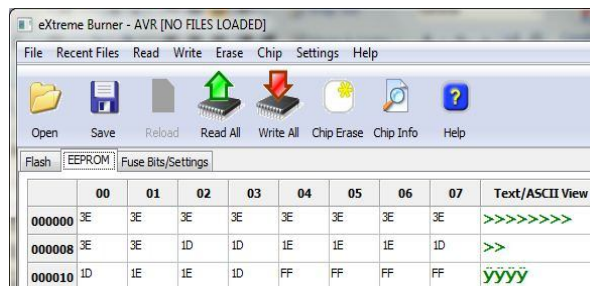 eXtreme Burner - AVR [NO FILES LOADED]
File Recent Files Read Write Erase Chip Settings Help
Open Save Reload Read All Write All Chip Erase Chip Info Help
Flash EEPROM Fuse Bits/Settings
00 01 02 03 04 05 06 07 Text/ASCII View
000000 3E 3E 3E 3E 3E 3E 3E 3E >>>>>>>>
000008 3E 3E 1D 1D 1E 1E 1E 1D >>
000010 1D 1E 1E 1D FF FF FF FF ÿÿÿÿ